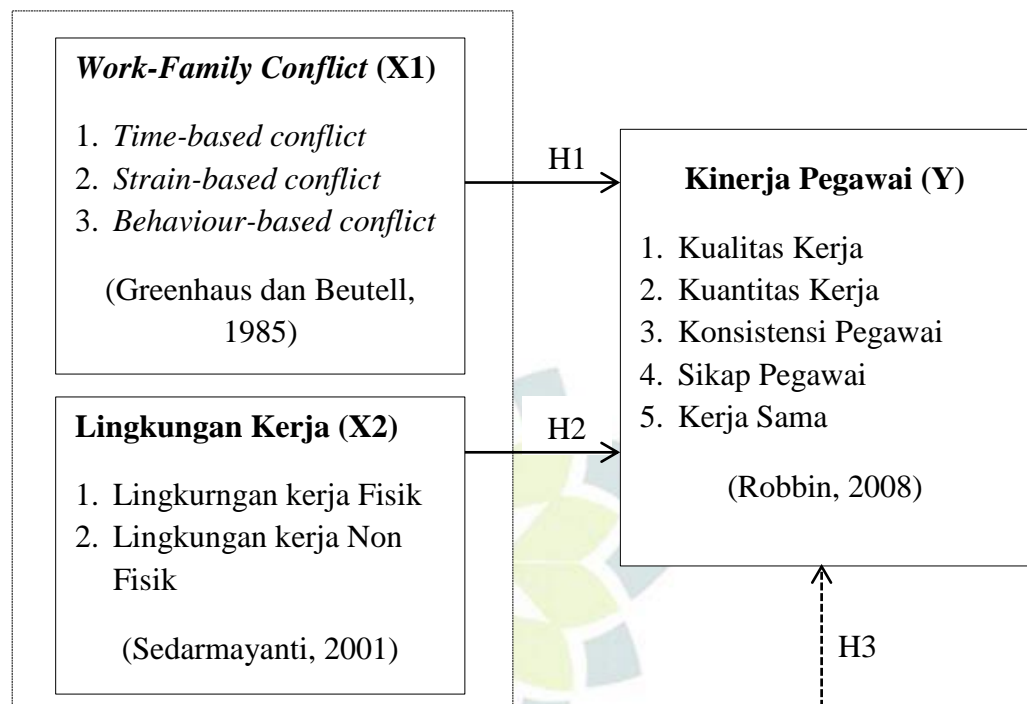 Work-Family Conflict (X1)
1. Time-based conflict
2. Strain-based conflict
3. Behaviour-based conflict
(Greenhaus dan Beutell,
1985)
H1
Lingkungan Kerja (X2)
1. Lingkurngan kerja Fisik
2. Lingkungan kerja Non
Fisik
(Sedarmayanti, 2001)
H2
Kinerja Pegawai (Y)
1. Kualitas Kerja
2. Kuantitas Kerja
3. Konsistensi Pegawai
4. Sikap Pegawai
5. Kerja Sama
(Robbin, 2008)
H3